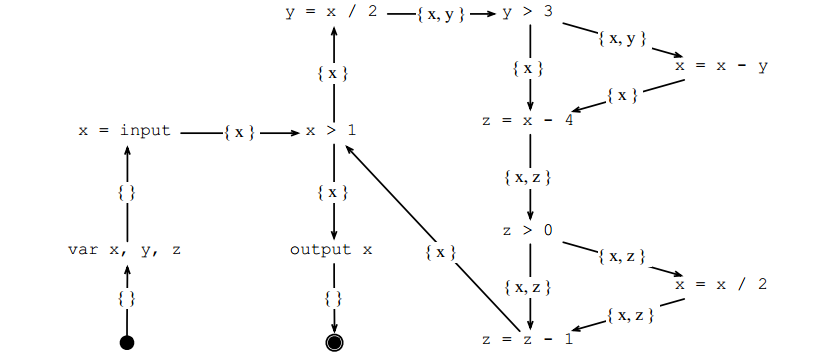 y = x / 2
{ x, y }
y > 3
{ x, y }
x = x - y
{ x }
{ x }
{ x }
x = input
{ x }
x > 1
z = x - 4
{ }
{ x }
{ x, z }
var x, y, z
output x
{ x }
z > 0
{ x, z }
x = x / 2
{ }
{ }
{ x, z }
{ x, z }
z = z - 1